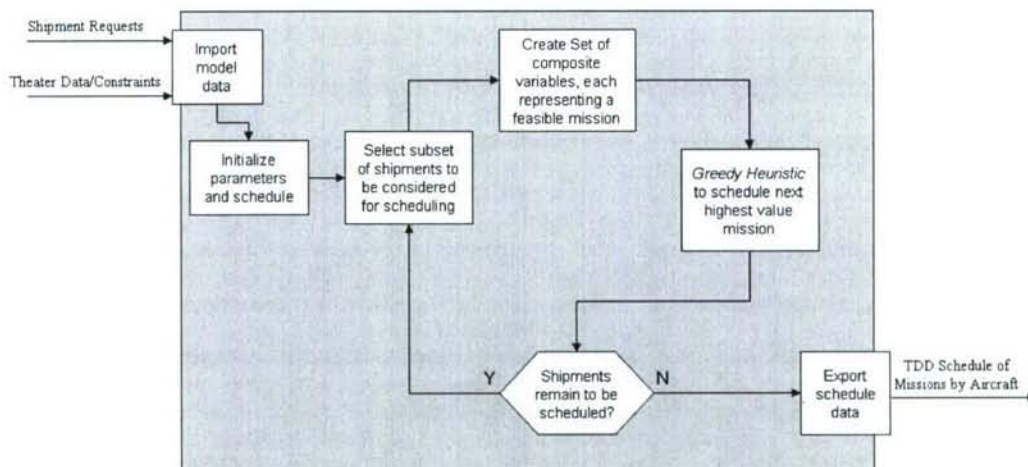 Shipment Requests
Theater Data/Constraints
Import
model
data
Initialize
parameters
and schedule
Select subset
of shipments to
be considered
for scheduling
Create Set of
composite
variables, each
representing a
feasible mission
Greedy Heuristic
to schedule next
highest value
mission
Y
Shipments
remain to be
scheduled?
N
Export
schedule
data
TDD Schedule of
Missions by Aircraft